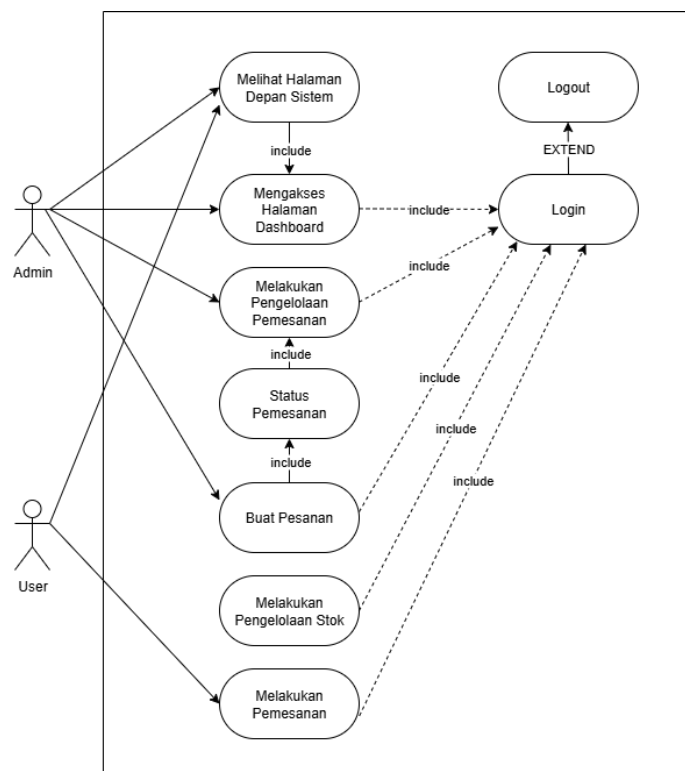 Melihat Halaman
Depan Sistem
Logout
include
EXTEND
Mengakses
Halaman
Dashboard
include
Login
Admin
Melakukan
Pengelolaan
Pemesanan
include
include
Status
Pemesanan
include
include
include
Buat Pesanan
include
User
Melakukan
Pengelolaan Stok
Melakukan
Pemesanan